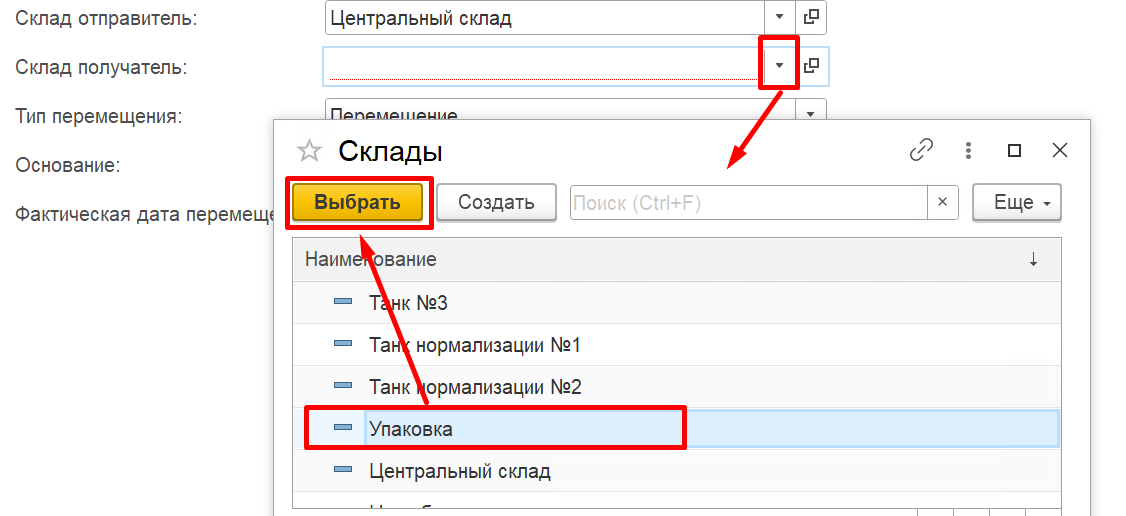 Склад отправитель: Центральный склад
Склад получатель:
Тип перемещения: Перемещение
Основание:
Фактическая дата перемеще
Склады
Выбрать Создать Поиск (Ctrl+F) × Еще
Наименование ↓
Танк №3
Танк нормализации №1
Танк нормализации №2
Упаковка
Центральный склад